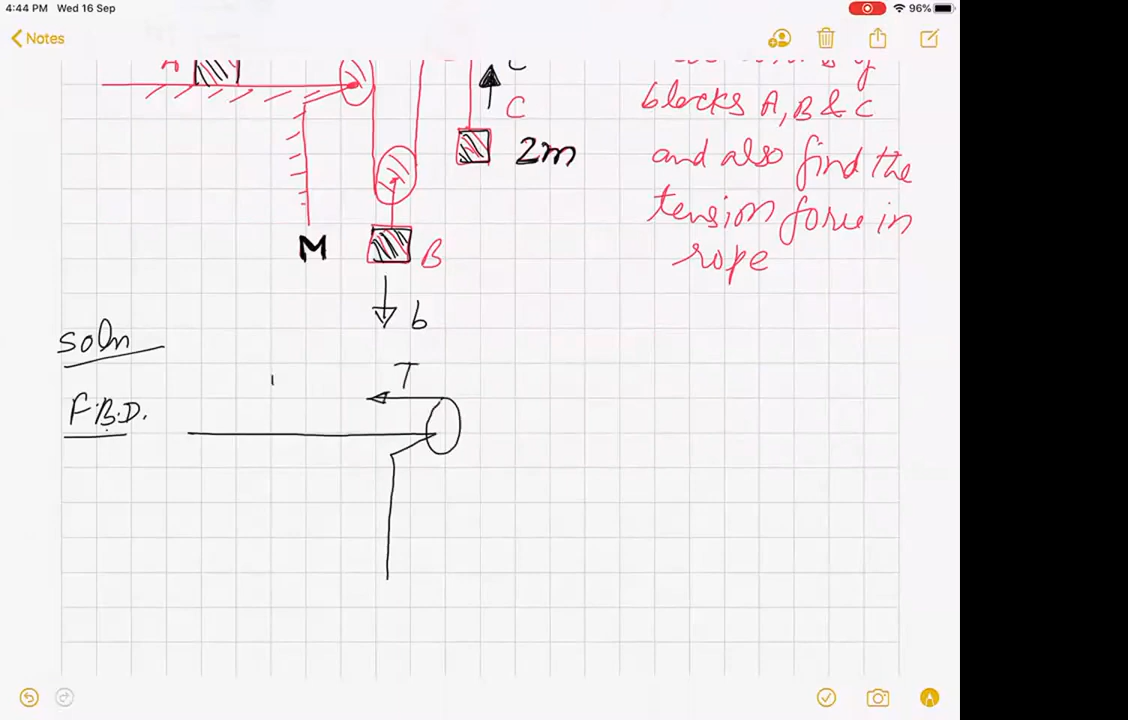 4:44 PM Wed 16 Sep
96%
Notes
A
C
blocks A, B & C
C
2m
and also find the
tension force in
rope
M
B
b
Soln
T
F.B.D.